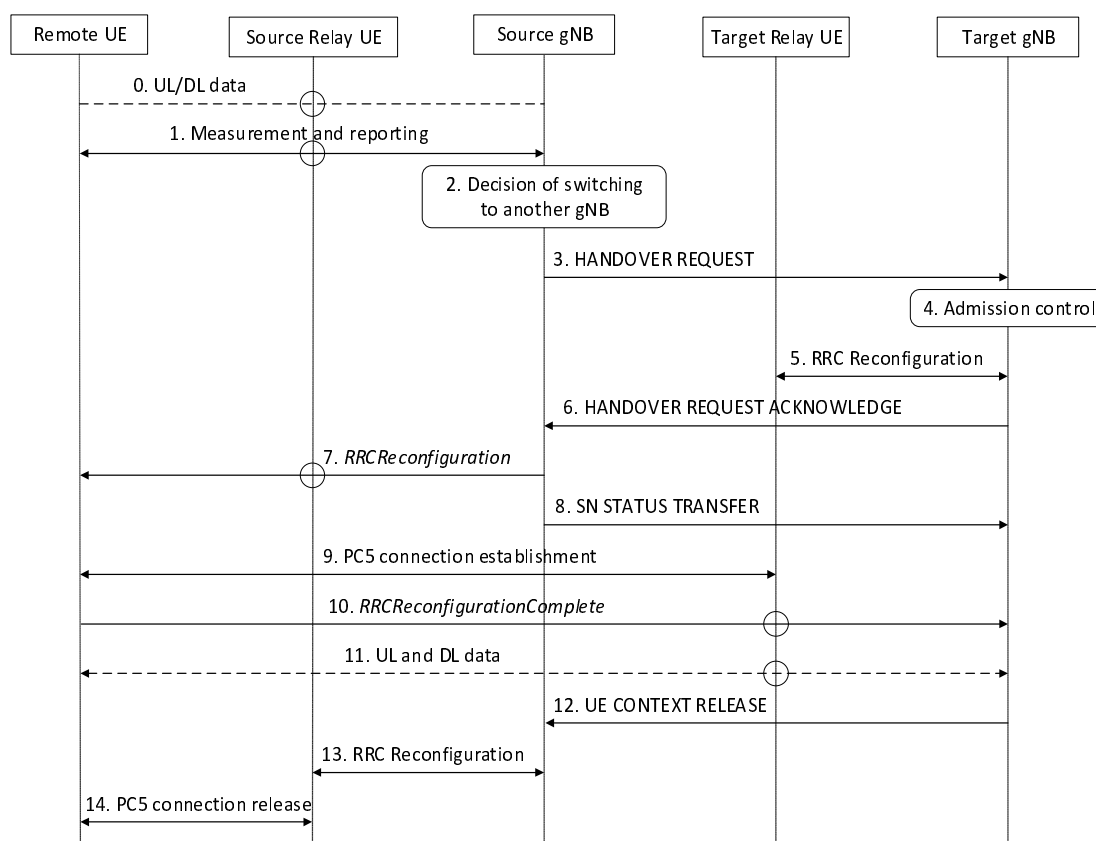 Remote UE
Source Relay UE
Source gNB
Target Relay UE
Target gNB
0. UL/DL data
1. Measurement and reporting
2. Decision of switching
to another gNB
3. HANDOVER REQUEST
4. Admission control
5. RRC Reconfiguration
6. HANDOVER REQUEST ACKNOWLEDGE
7. RRCReconfiguration
8. SN STATUS TRANSFER
9. PC5 connection establishment
10. RRCReconfigurationComplete
11. UL and DL data
12. UE CONTEXT RELEASE
13. RRC Reconfiguration
14. PC5 connection release